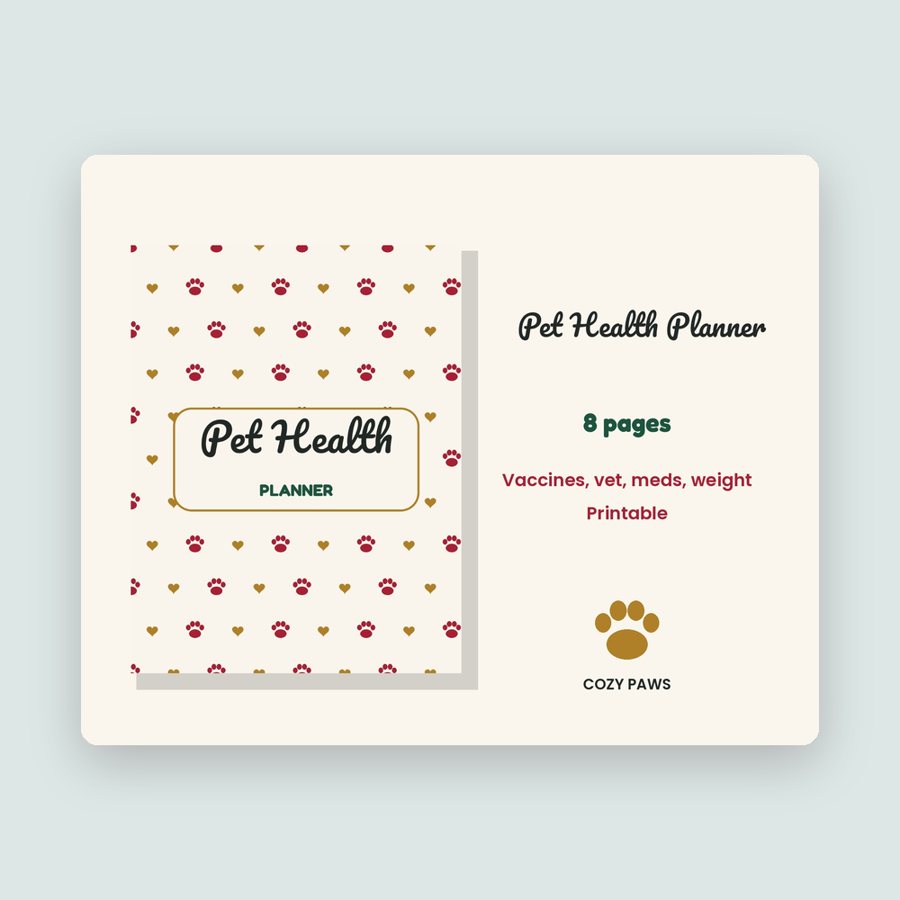 Pet Health
PLANNER
Pet Health Planner
8 pages
Vaccines, vet, meds, weight
Printable
COZY PAWS